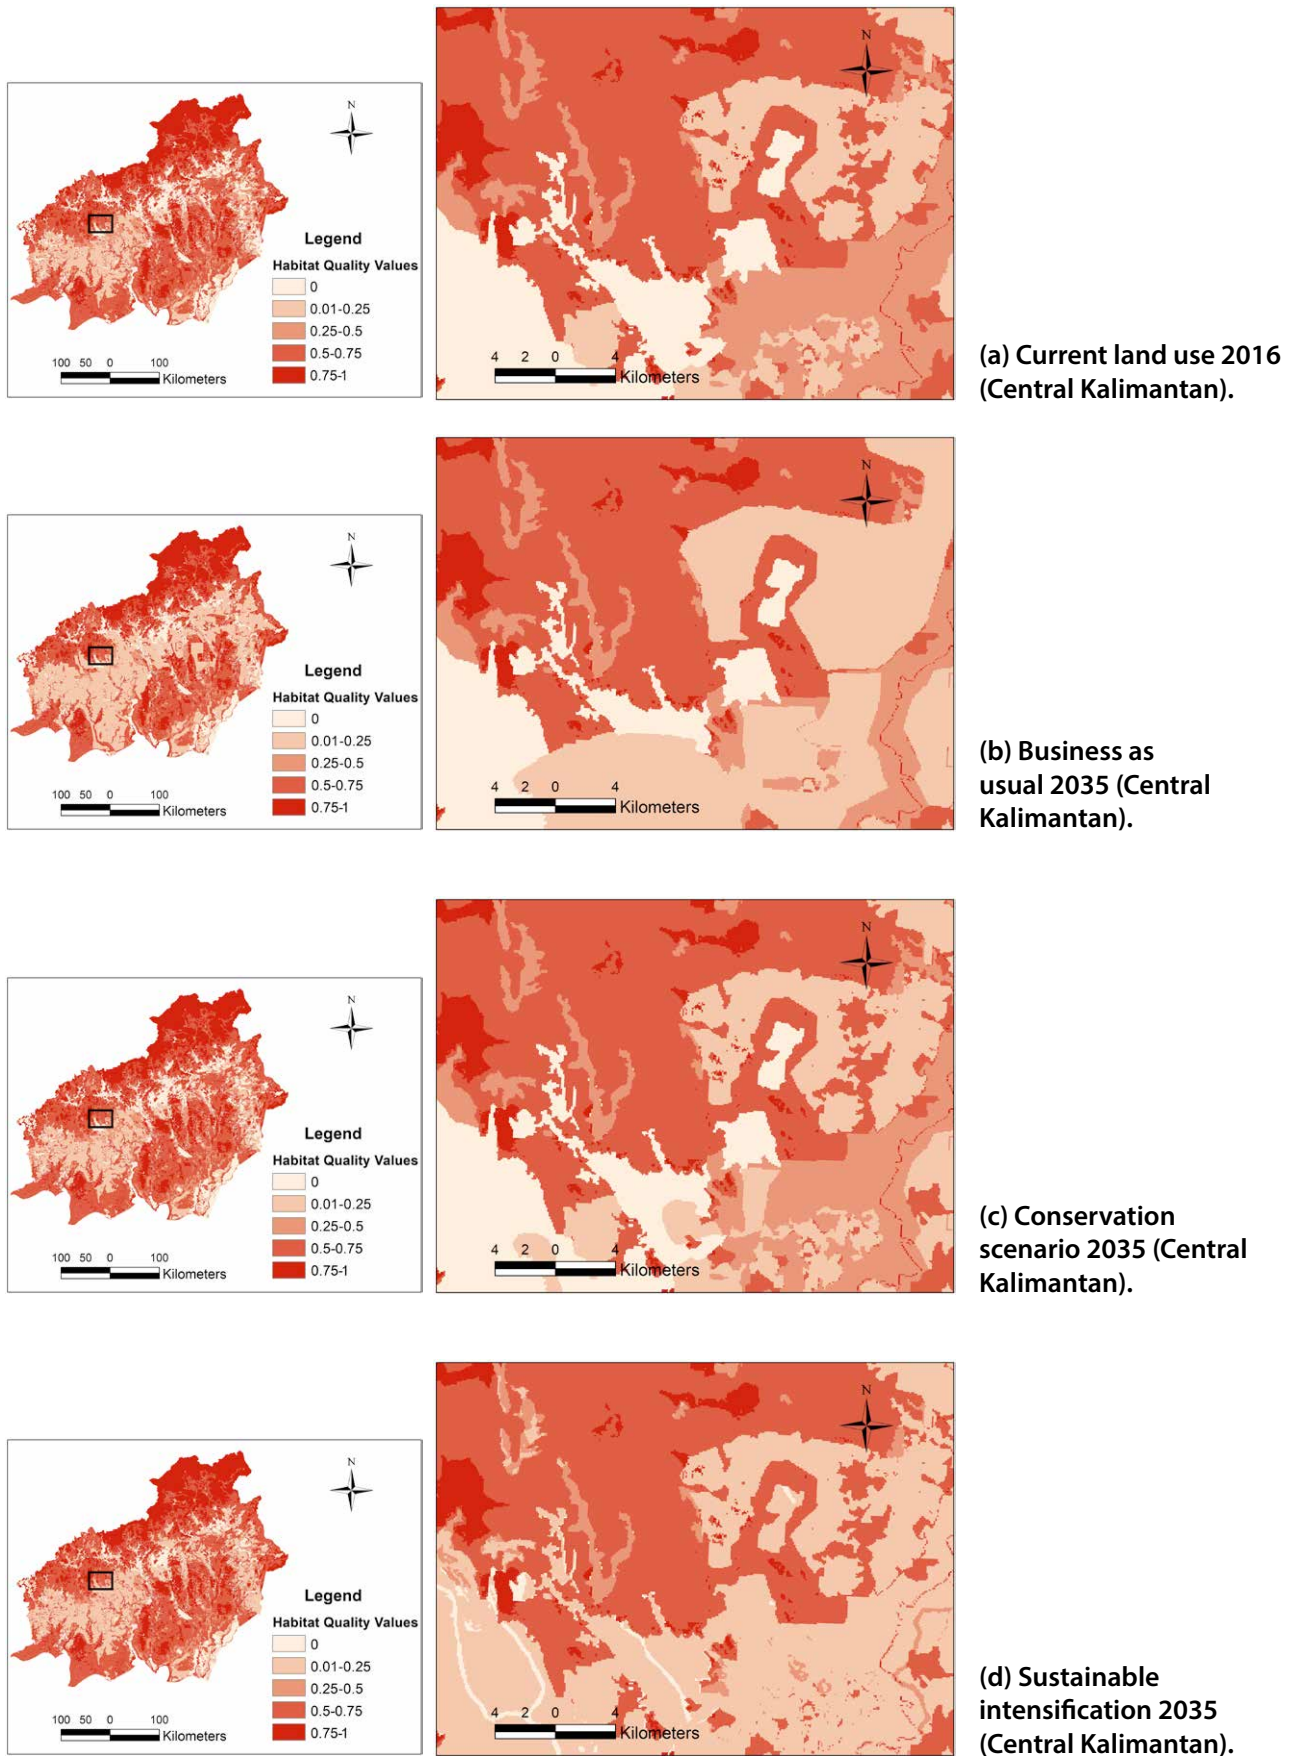 N
Legend
Habitat Quality Values
0
0.01-0.25
0.25-0.5
0.5-0.75
0.75-1
100 50 0 100
Kilometers
N
4 2 0 4
Kilometers
(a) Current land use 2016
(Central Kalimantan).
N
Legend
Habitat Quality Values
0
0.01-0.25
0.25-0.5
0.5-0.75
0.75-1
100 50 0 100
Kilometers
N
4 2 0 4
Kilometers
(b) Business as
usual 2035 (Central
Kalimantan).
N
Legend
Habitat Quality Values
0
0.01-0.25
0.25-0.5
0.5-0.75
0.75-1
100 50 0 100
Kilometers
N
4 2 0 4
Kilometers
(c) Conservation
scenario 2035 (Central
Kalimantan).
N
Legend
Habitat Quality Values
0
0.01-0.25
0.25-0.5
0.5-0.75
0.75-1
100 50 0 100
Kilometers
N
4 2 0 4
Kilometers
(d) Sustainable
intensification 2035
(Central Kalimantan).